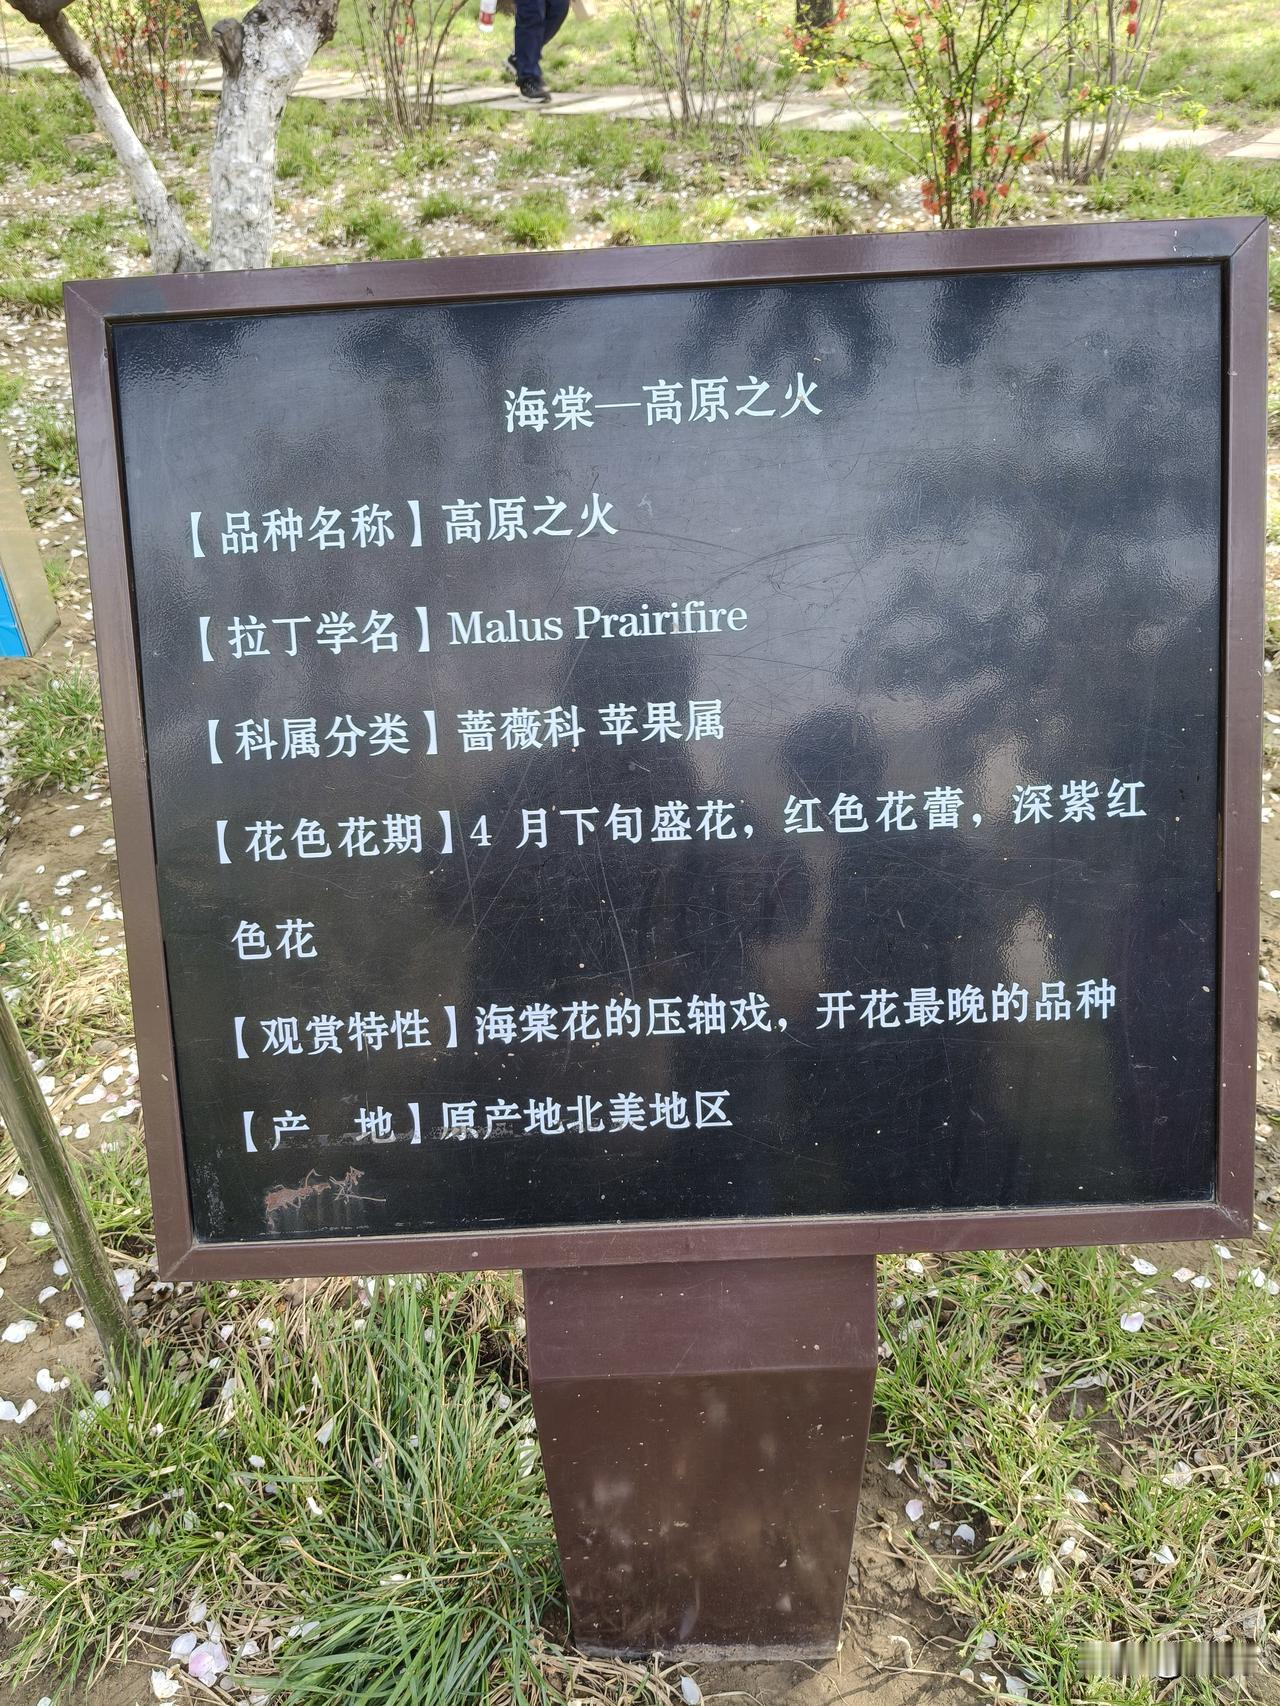 海棠—高原之火
【品种名称】高原之火
【拉丁学名】Malus Prairifire
【科属分类】蔷薇科 苹果属
【花色花期】4 月下旬盛花，红色花蕾，深紫红
色花
【观赏特性】海棠花的压轴戏，开花最晚的品种
【产　地】原产地北美地区